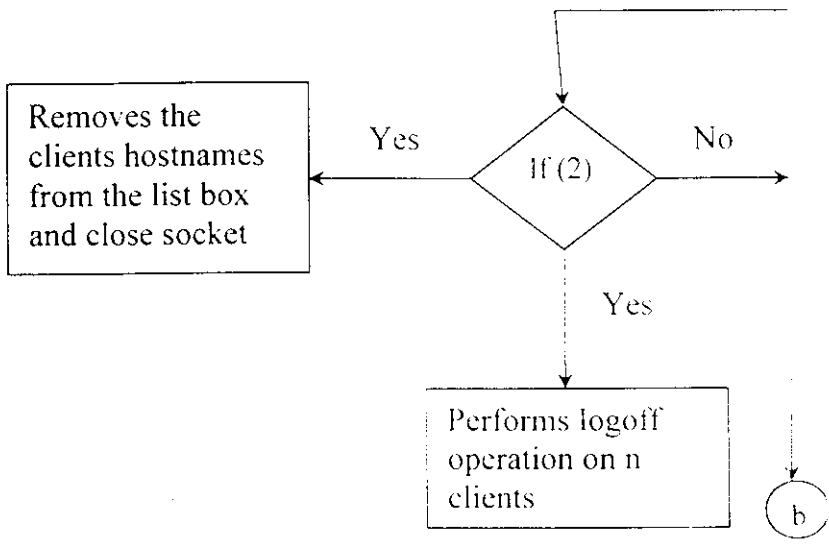 Removes the
clients hostnames
from the list box
and close socket
Yes
If (2)
No
Yes
Performs logoff
operation on n
clients
b